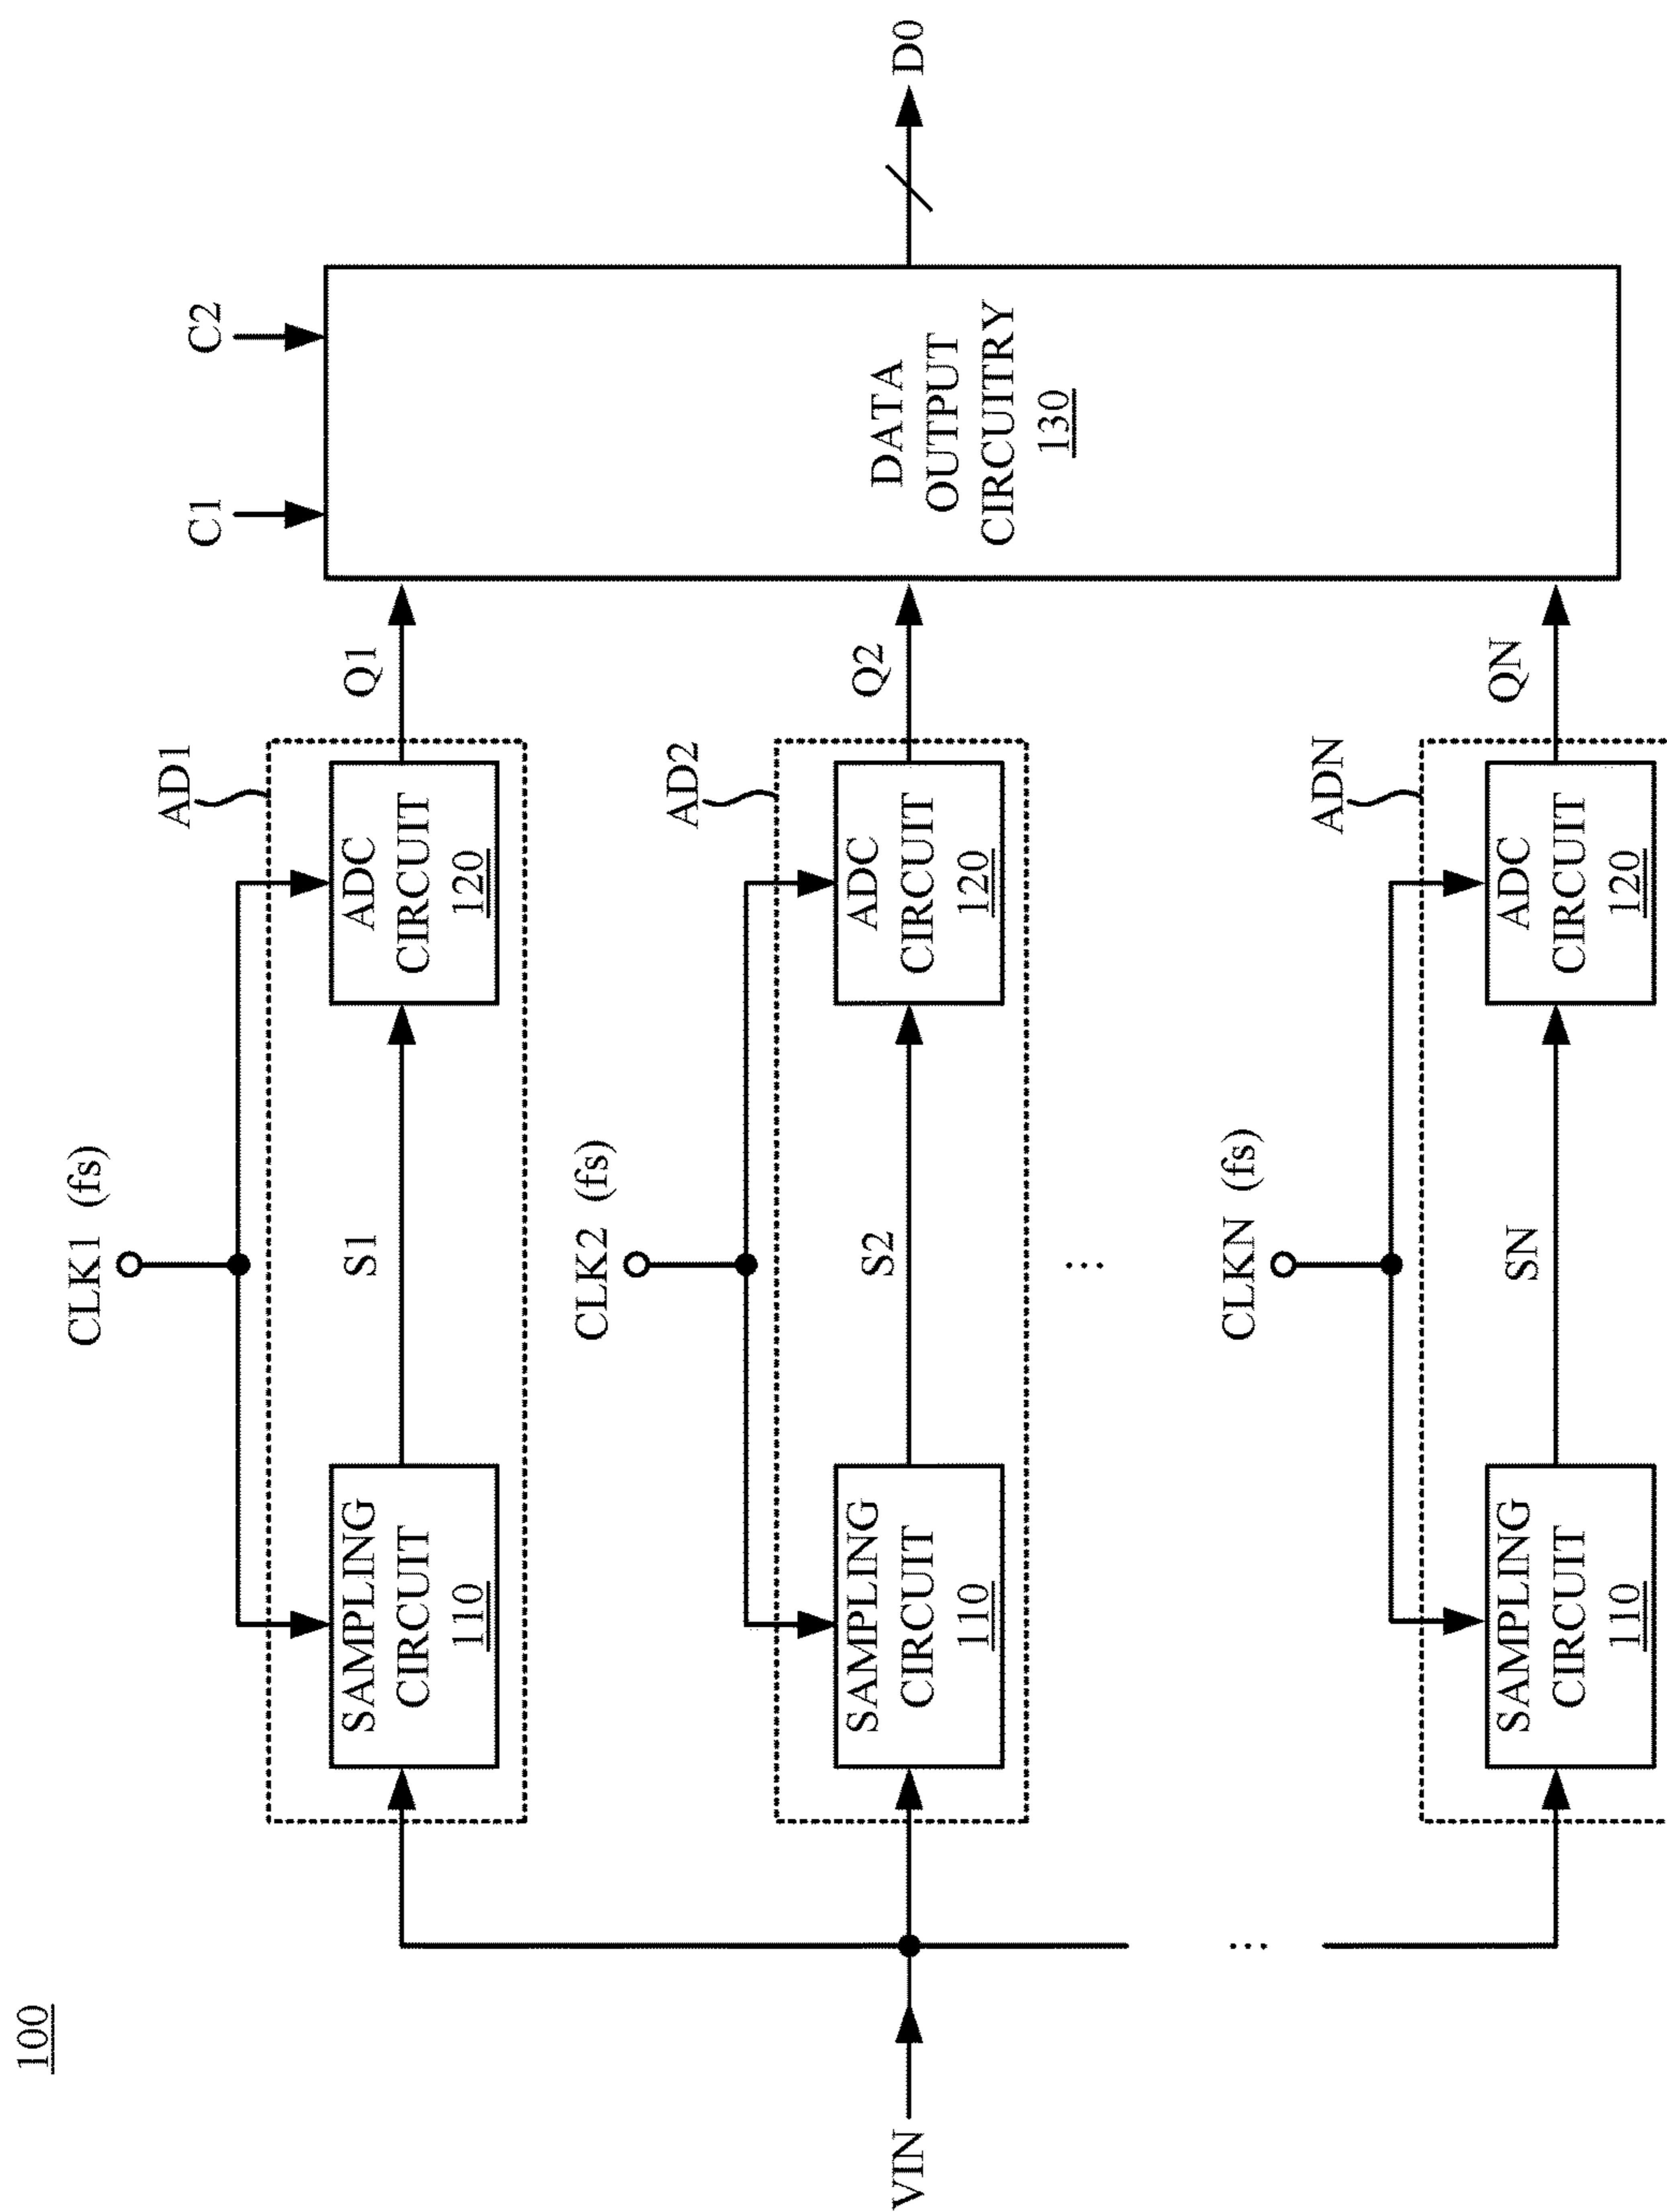 100
CLK1 (fs)
AD1
C1
C2
SAMPLING
CIRCUIT
110
S1
ADC
CIRCUIT
120
Q1
CLK2 (fs)
AD2
VIN
SAMPLING
CIRCUIT
110
S2
ADC
CIRCUIT
120
Q2
DATA
OUTPUT
CIRCUITRY
130
D0
...
...
CLKN (fs)
ADN
SAMPLING
CIRCUIT
110
SN
ADC
CIRCUIT
120
QN